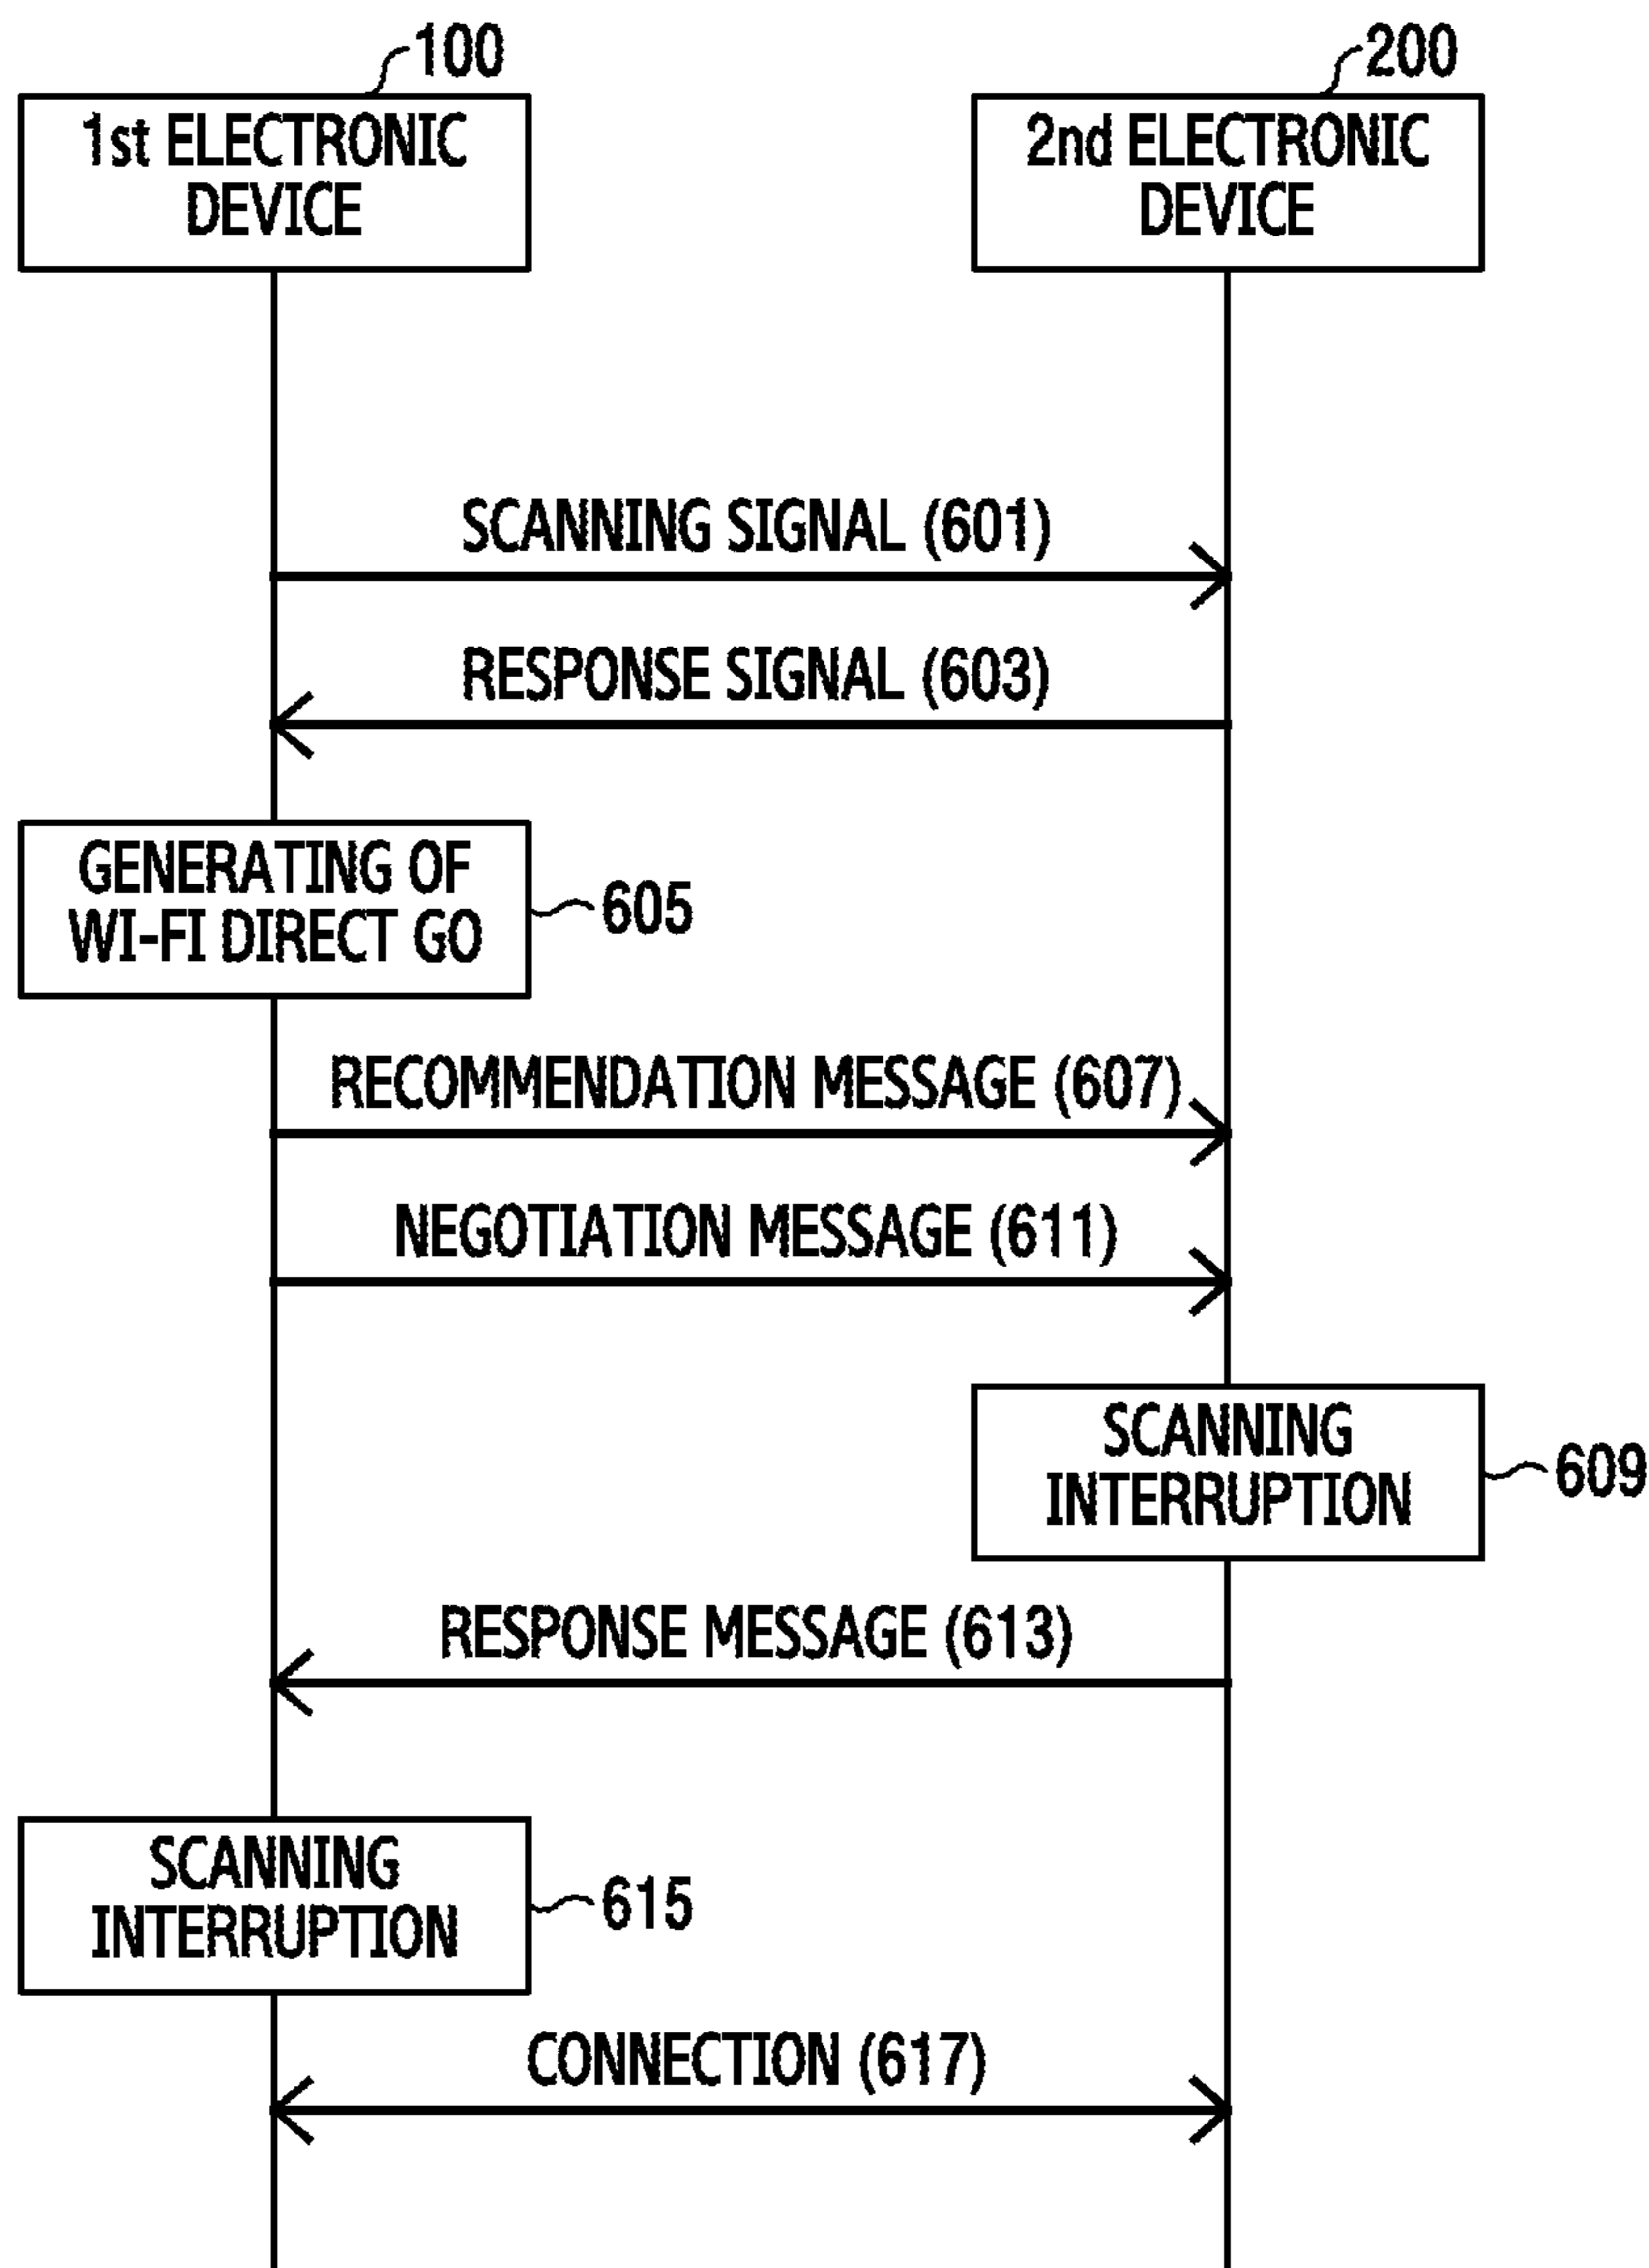 100
200
1st ELECTRONIC
DEVICE
2nd ELECTRONIC
DEVICE
SCANNING SIGNAL (601)
RESPONSE SIGNAL (603)
GENERATING OF
WI-FI DIRECT GO
605
RECOMMENDATION MESSAGE (607)
NEGOTIATION MESSAGE (611)
SCANNING
INTERRUPTION
609
RESPONSE MESSAGE (613)
SCANNING
INTERRUPTION
615
CONNECTION (617)